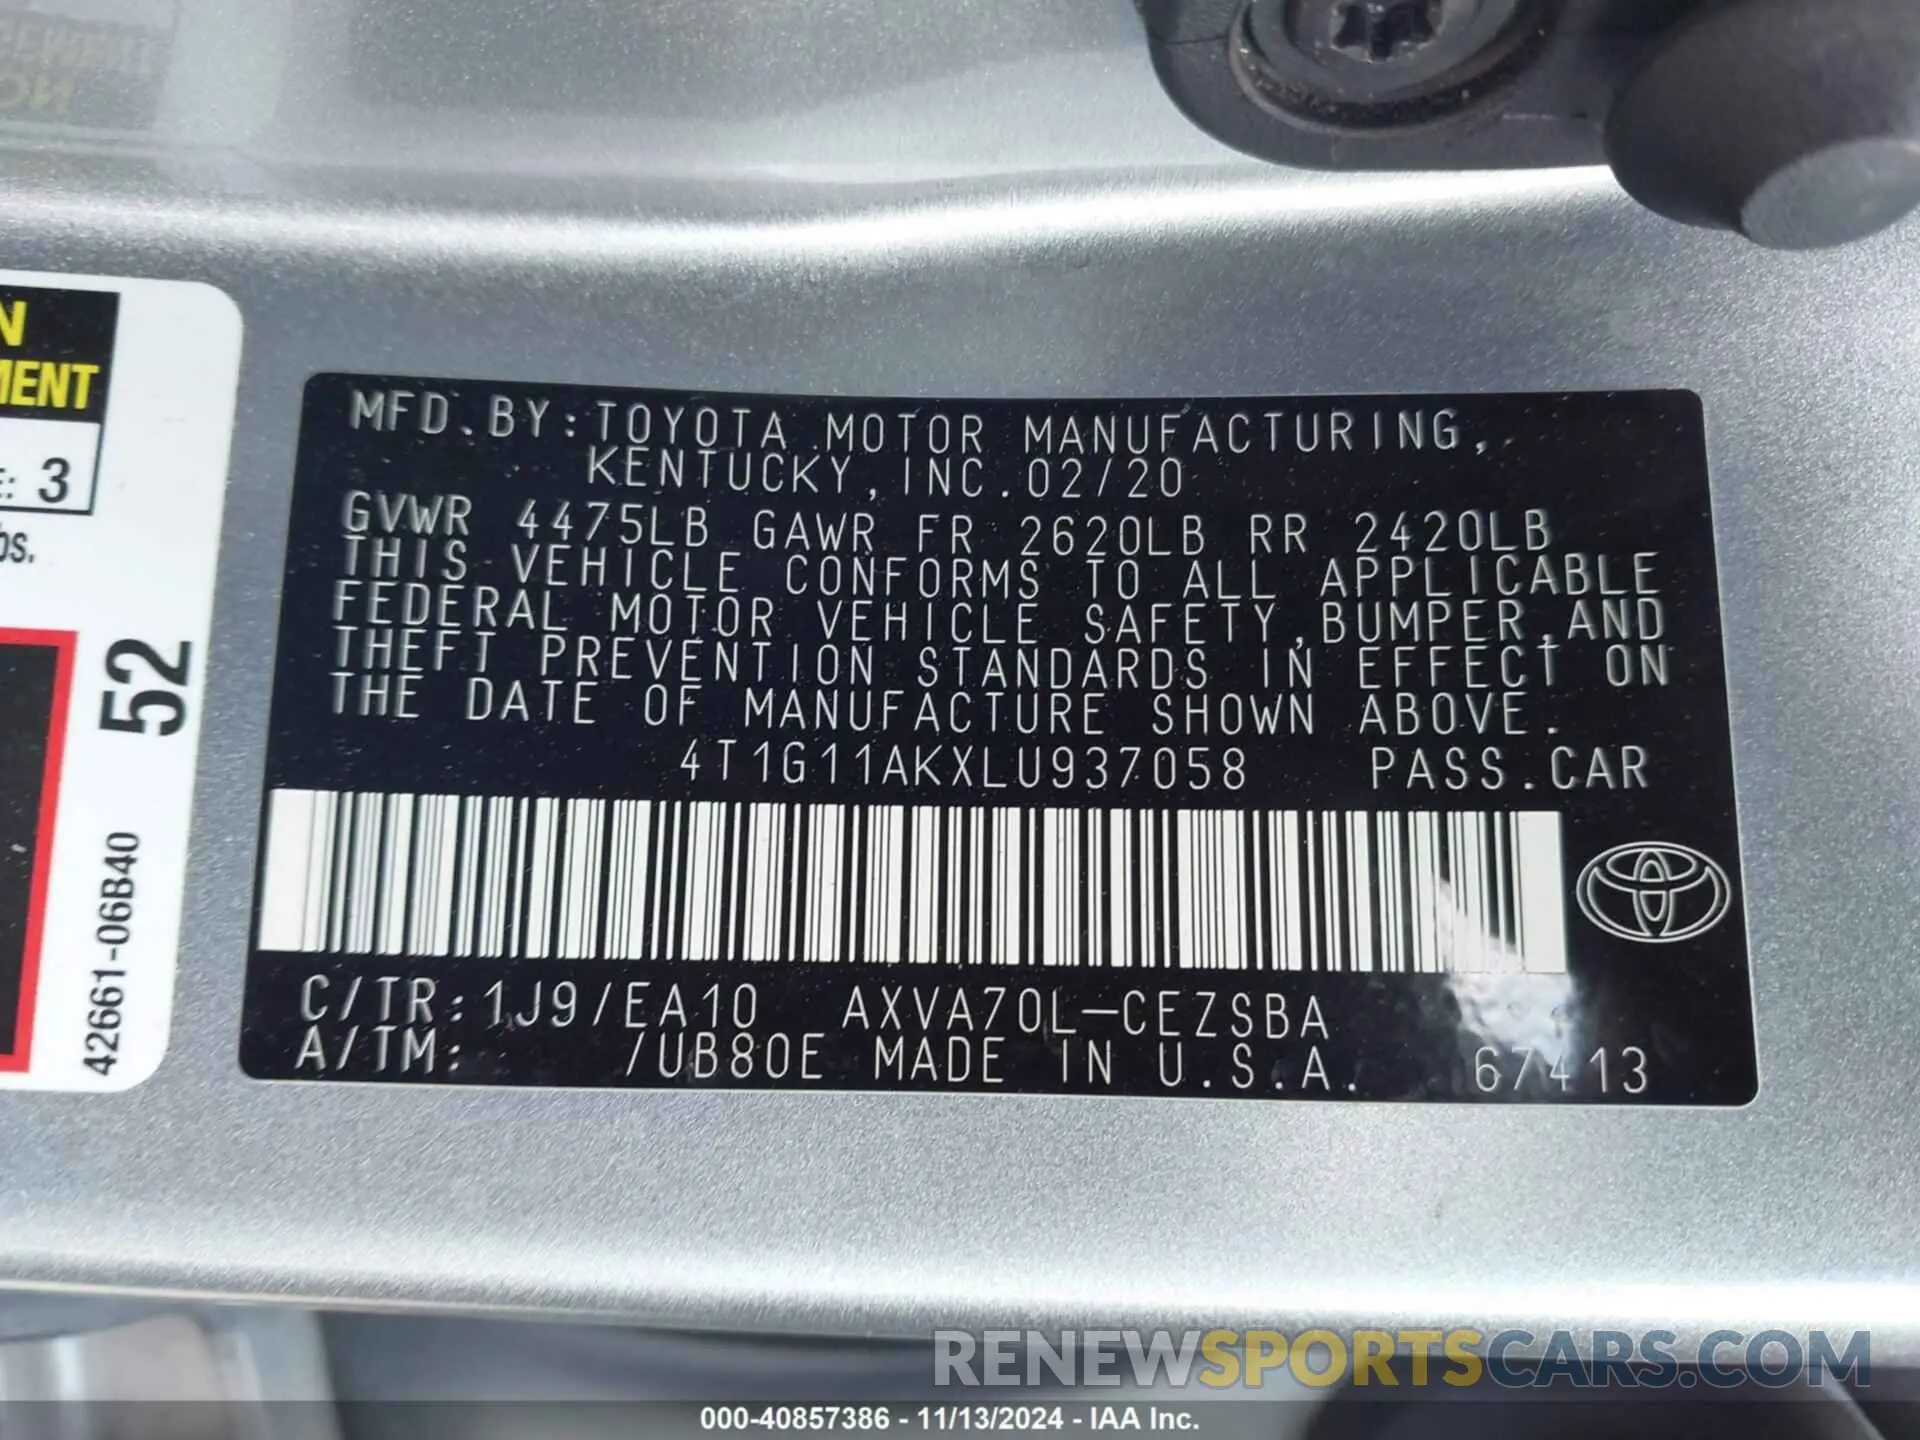 N
MENT
E: 3
bs.
52
42661-06B40
MFD.BY:TOYOTA MOTOR MANUFACTURING,
KENTUCKY,INC.02/20
GVWR 4475LB GAWR FR 2620LB RR 2420LB
THIS VEHICLE CONFORMS TO ALL APPLICABLE
FEDERAL MOTOR VEHICLE SAFETY,BUMPER,AND
THEFT PREVENTION STANDARDS IN EFFECT ON
THE DATE OF MANUFACTURE SHOWN ABOVE.
4T1G11AKXLU937058 PASS.CAR
C/TR:1J9/EA10 AXVA70L-CEZSBA
A/TM: /UB80E MADE IN U.S.A. 67413
RENEWSPORTSCARS.COM
000-40857386 - 11/13/2024 - IAA Inc.